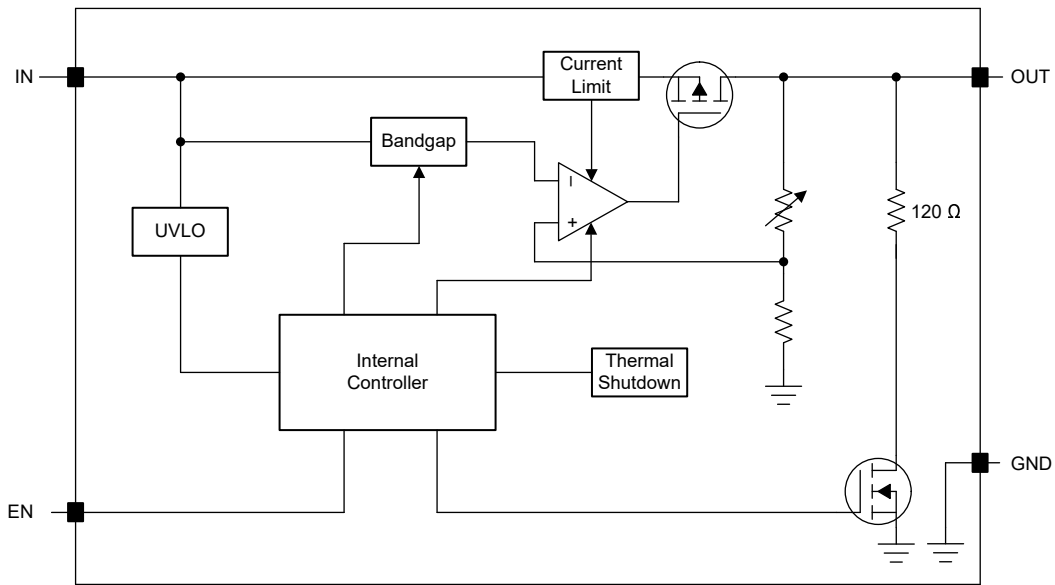 IN
Current
Limit
OUT
Bandgap
–
+
UVLO
120 Ω
Internal
Controller
Thermal
Shutdown
GND
EN